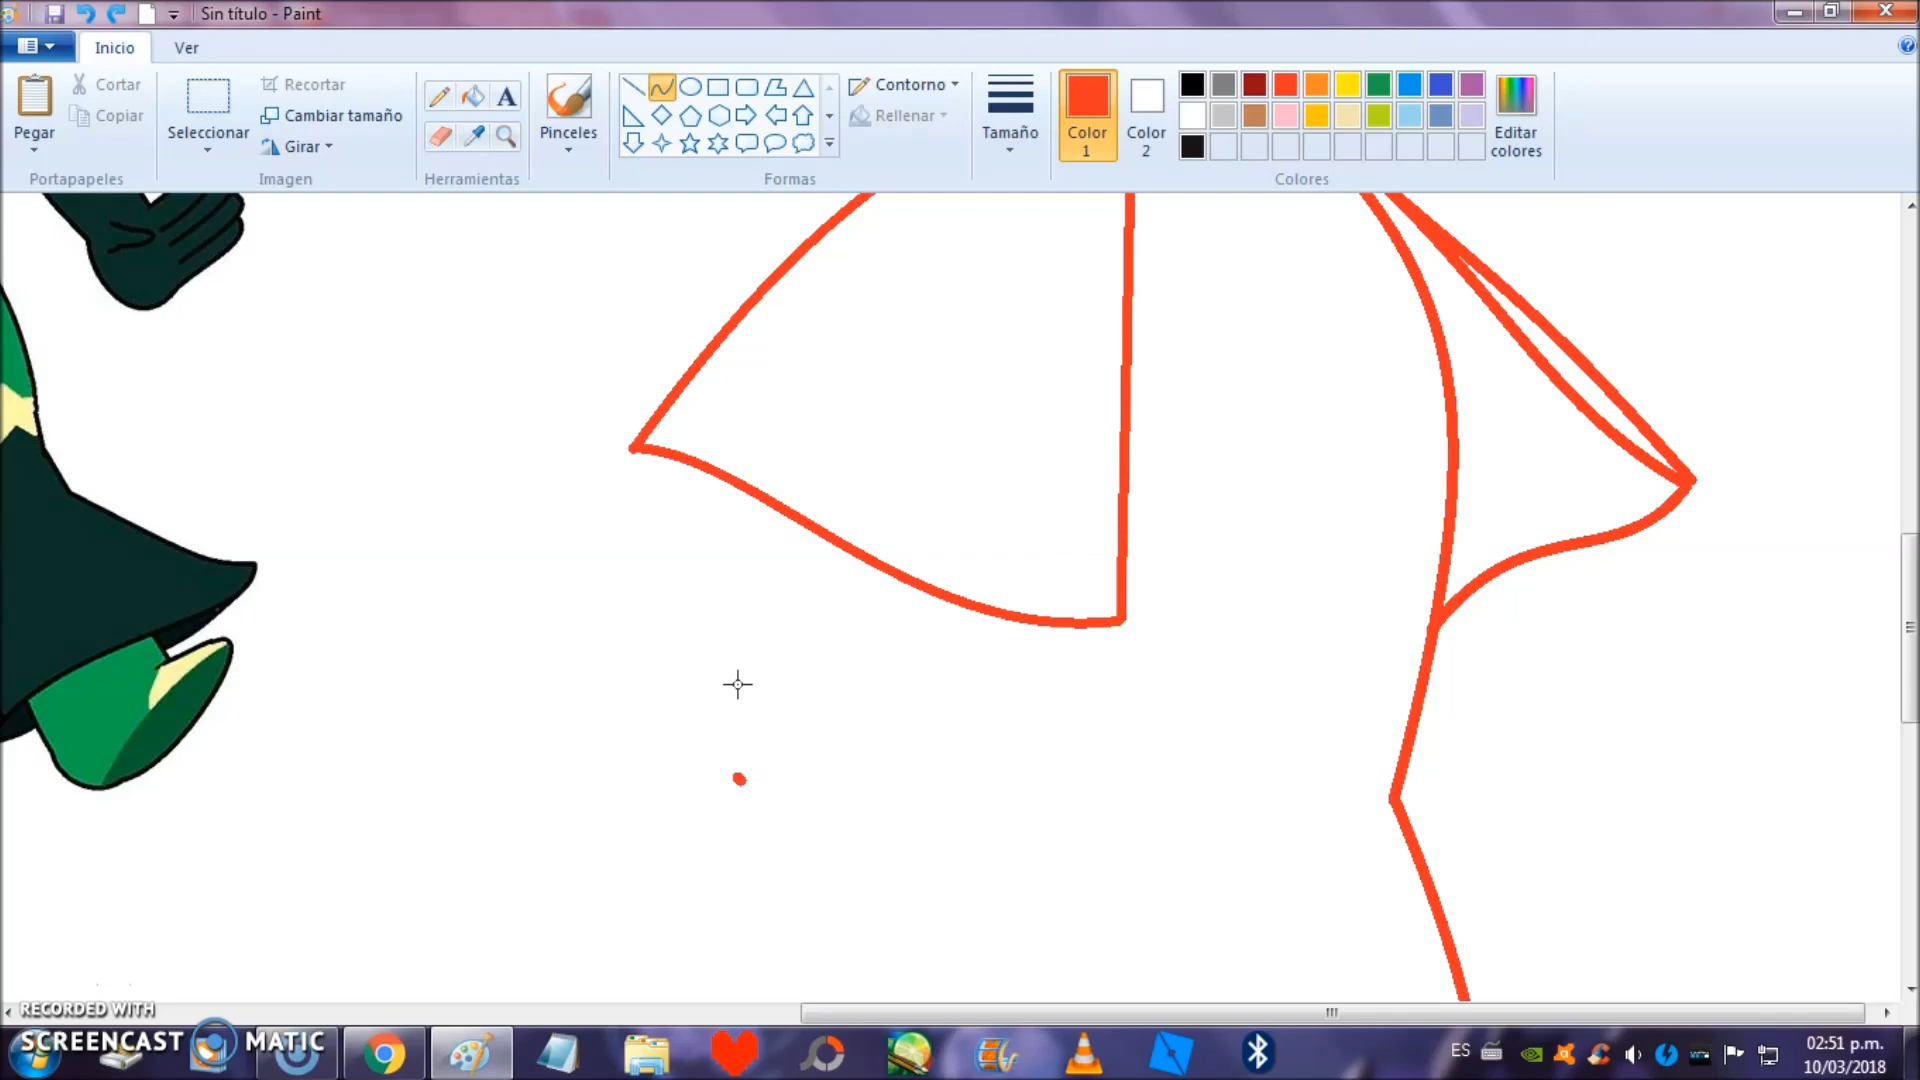 Sin título - Paint
Inicio Ver
Pegar
Cortar
Copiar
Portapapeles
Seleccionar
Recortar
Cambiar tamaño
Girar
Imagen
A
Herramientas
Pinceles
Formas
Contorno
Rellenar
Tamaño
Color 1
Color 2
Editar colores
Colores
RECORDED WITH
SCREENCAST MATIC
ES
02:51 p.m.
10/03/2018